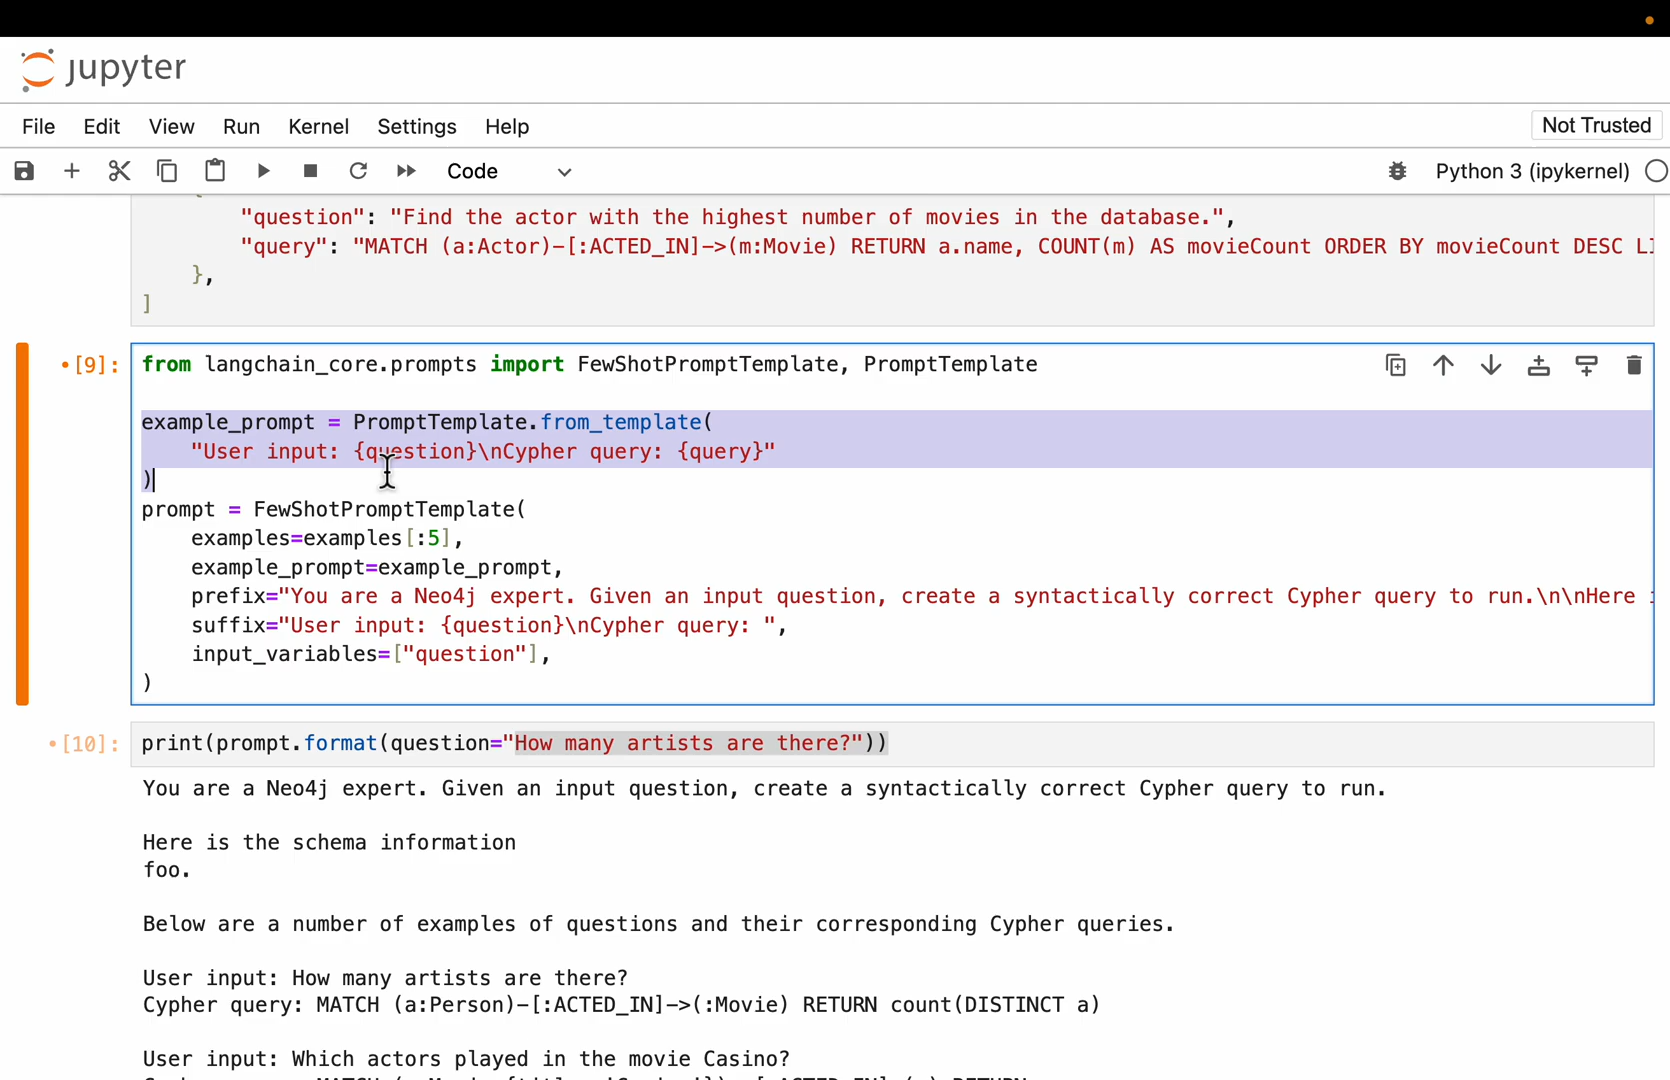 jupyter
File Edit View Run Kernel Settings Help Not Trusted
Code Python 3 (ipykernel)
"question": "Find the actor with the highest number of movies in the database.",
"query": "MATCH (a:Actor)-[:ACTED_IN]->(m:Movie) RETURN a.name, COUNT(m) AS movieCount ORDER BY movieCount DESC
},
]
[9]: from langchain_core.prompts import FewShotPromptTemplate, PromptTemplate
example_prompt = PromptTemplate.from_template(
"User input: {question}\nCypher query: {query}"
)
prompt = FewShotPromptTemplate(
examples=examples[:5],
example_prompt=example_prompt,
prefix="You are a Neo4j expert. Given an input question, create a syntactically correct Cypher query to run.\n\nHere
suffix="User input: {question}\nCypher query: ",
input_variables=["question"],
)
[10]: print(prompt.format(question="How many artists are there?"))
You are a Neo4j expert. Given an input question, create a syntactically correct Cypher query to run.
Here is the schema information
foo.
Below are a number of examples of questions and their corresponding Cypher queries.
User input: How many artists are there?
Cypher query: MATCH (a:Person)-[:ACTED_IN]->(:Movie) RETURN count(DISTINCT a)
User input: Which actors played in the movie Casino?